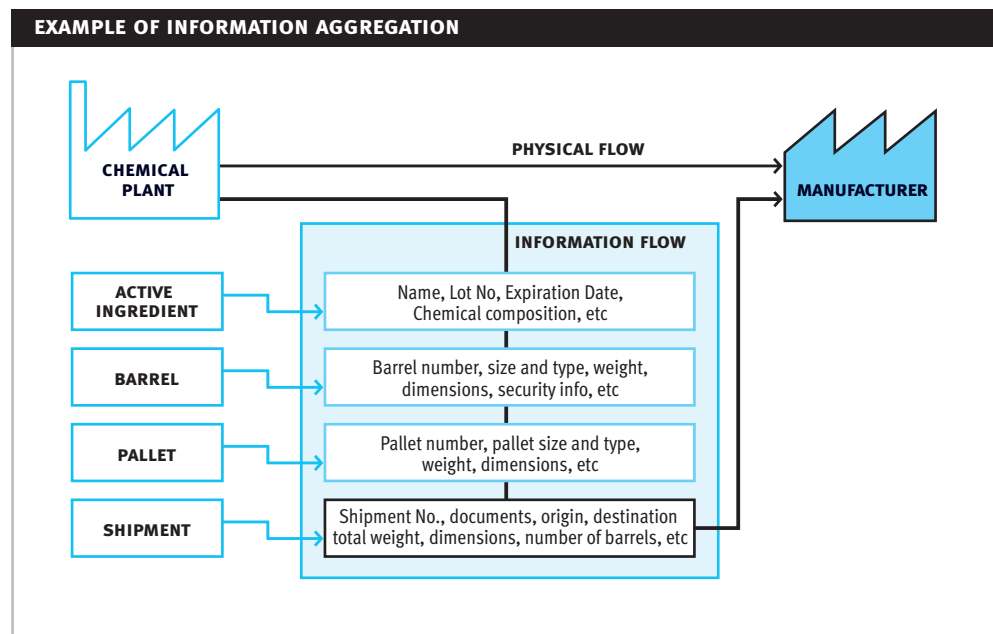 EXAMPLE OF INFORMATION AGGREGATION
CHEMICAL
PLANT
PHYSICAL FLOW
MANUFACTURER
INFORMATION FLOW
ACTIVE
INGREDIENT
Name, Lot No, Expiration Date,
Chemical composition, etc
BARREL
Barrel number, size and type, weight,
dimensions, security info, etc
PALLET
Pallet number, pallet size and type,
weight, dimensions, etc
SHIPMENT
Shipment No., documents, origin, destination
total weight, dimensions, number of barrels, etc